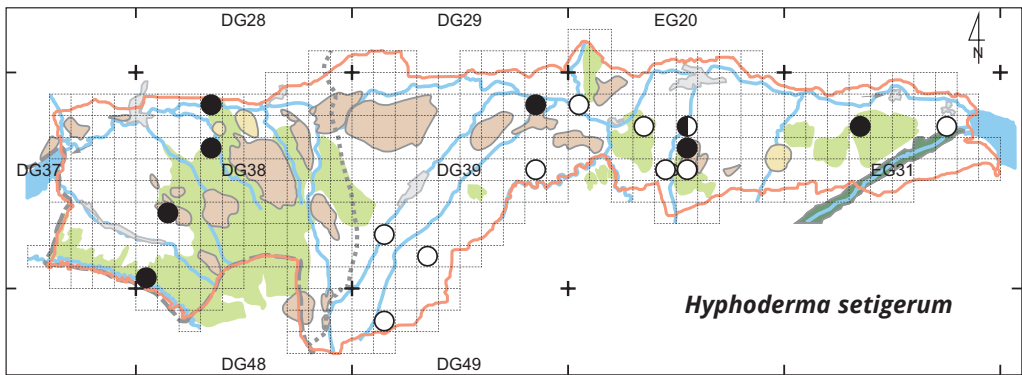 DG28 DG29 EG20
N
DG37 DG38 DG39 EG31
Hyphoderma setigerum
DG48 DG49